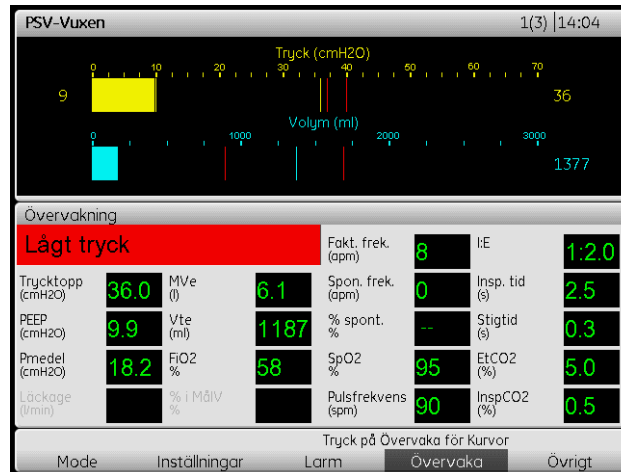 PSV-Vuxen 1(3) 14:04
Tryck (cmH2O)
0 10 20 30 40 50 60 70
9 36
Volym (ml)
0 1000 2000 3000
1377
Övervakning
Lågt tryck
Fakt. frek. (apm) 8 I:E 1:2.0
Trycktopp (cmH2O) 36.0 MVe (l) 6.1 Spon. frek. (apm) 0 Insp. tid (s) 2.5
PEEP (cmH2O) 9.9 Vte (ml) 1187 % spont. % -- Stigtid (s) 0.3
Pmedel (cmH2O) 18.2 FiO2 % 58 SpO2 % 95 EtCO2 (%) 5.0
Läckage (l/min) % i MålV % Pulsfrekvens (spm) 90 InspCO2 (%) 0.5
Tryck på Övervaka för Kurvor
Mode Inställningar Larm Övervaka Övrigt